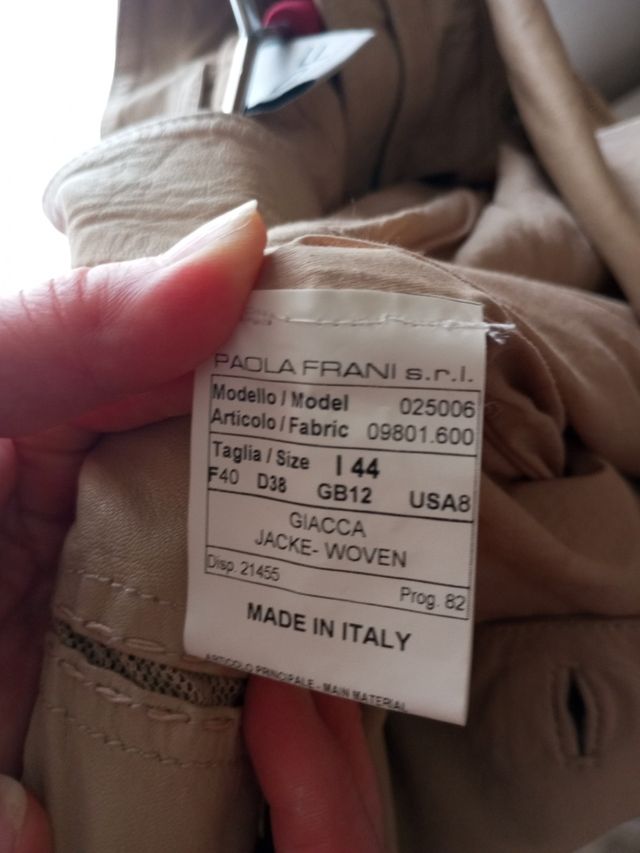 PAOLA FRANI s.r.l.
Modello / Model 025006
Articolo / Fabric 09801.600
Taglia / Size I 44
F40 D38 GB12 USA8
GIACCA
JACKE- WOVEN
Disp. 21455 Prog. 82
MADE IN ITALY
ARTICOLO PRINCIPALE - MAIN MATERIAL